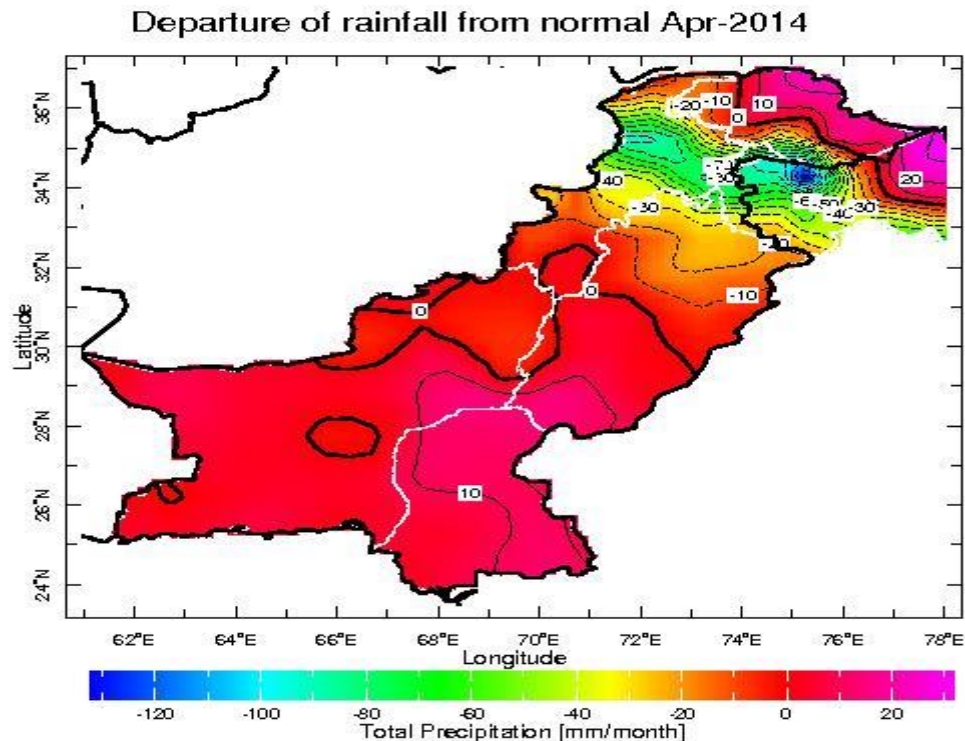 Departure of rainfall from normal Apr-2014
Latitude
36°N
34°N
32°N
30°N
28°N
26°N
24°N
-20
-10
10
0
-30
20
40
-30
-40
-30
-10
0
0
10
62°E 64°E 66°E 68°E 70°E 72°E 74°E 76°E 78°E
Longitude
-120 -100 -80 -60 -40 -20 0 20
Total Precipitation [mm/month]